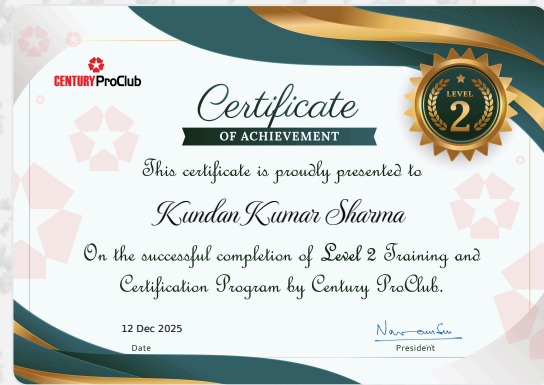 CENTURY ProClub
Certificate
OF ACHIEVEMENT
LEVEL
2
This certificate is proudly presented to
Kundan Kumar Sharma
On the successful completion of Level 2 Training and
Certification Program by Century ProClub.
12 Dec 2025
Date
President